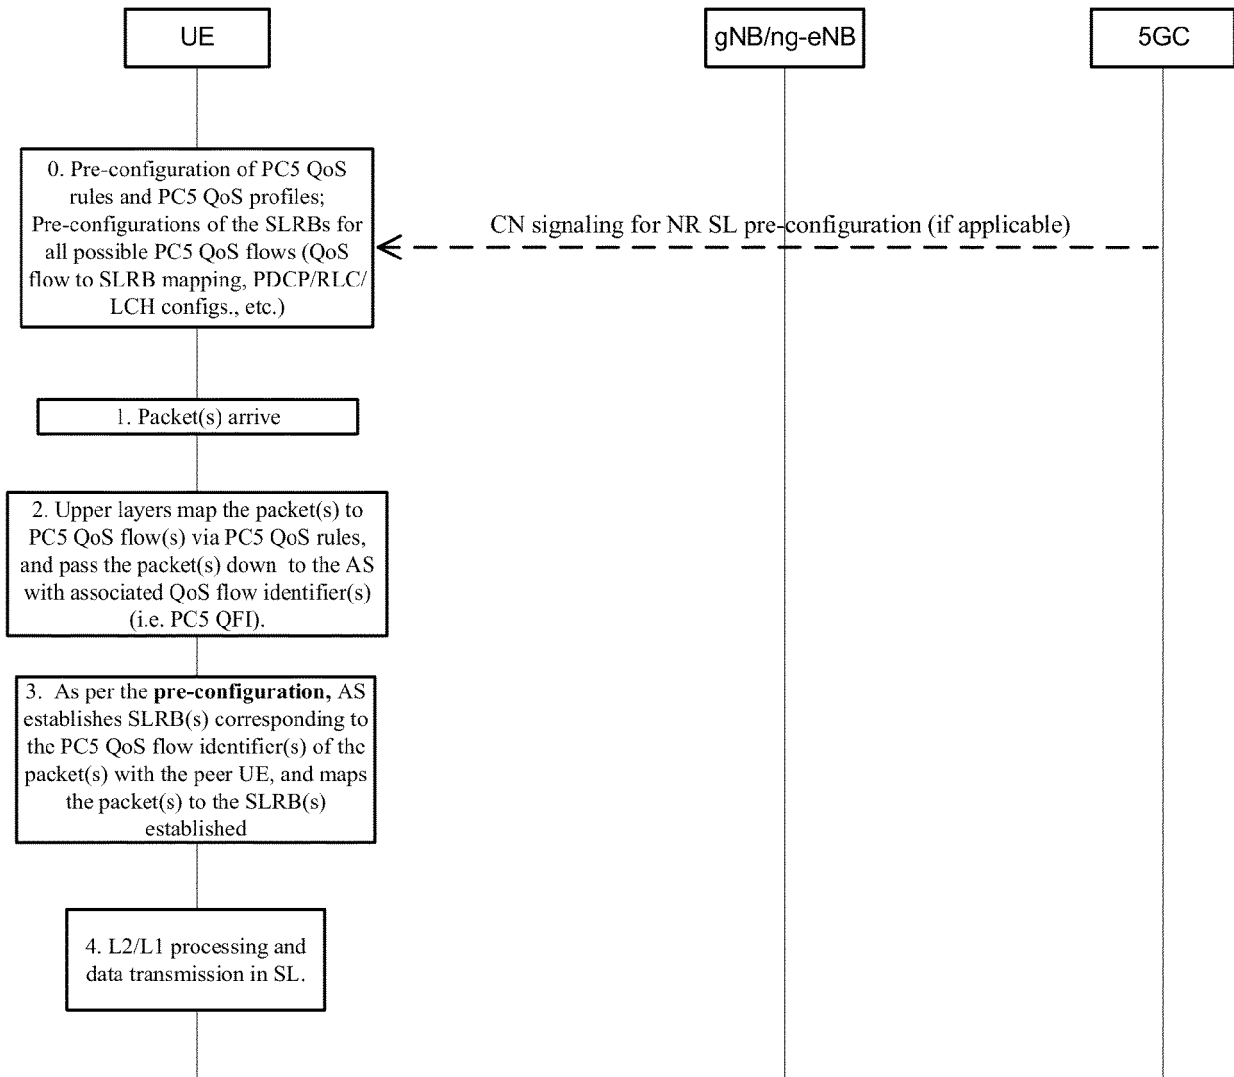 UE
gNB/ng-eNB
5GC
0. Pre-configuration of PC5 QoS
rules and PC5 QoS profiles;
Pre-configurations of the SLRBs for
all possible PC5 QoS flows (QoS
flow to SLRB mapping, PDCP/RLC/
LCH configs., etc.)
CN signaling for NR SL pre-configuration (if applicable)
1. Packet(s) arrive
2. Upper layers map the packet(s) to
PC5 QoS flow(s) via PC5 QoS rules,
and pass the packet(s) down to the AS
with associated QoS flow identifier(s)
(i.e. PC5 QFI).
3. As per the pre-configuration, AS
establishes SLRB(s) corresponding to
the PC5 QoS flow identifier(s) of the
packet(s) with the peer UE, and maps
the packet(s) to the SLRB(s)
established
4. L2/L1 processing and
data transmission in SL.